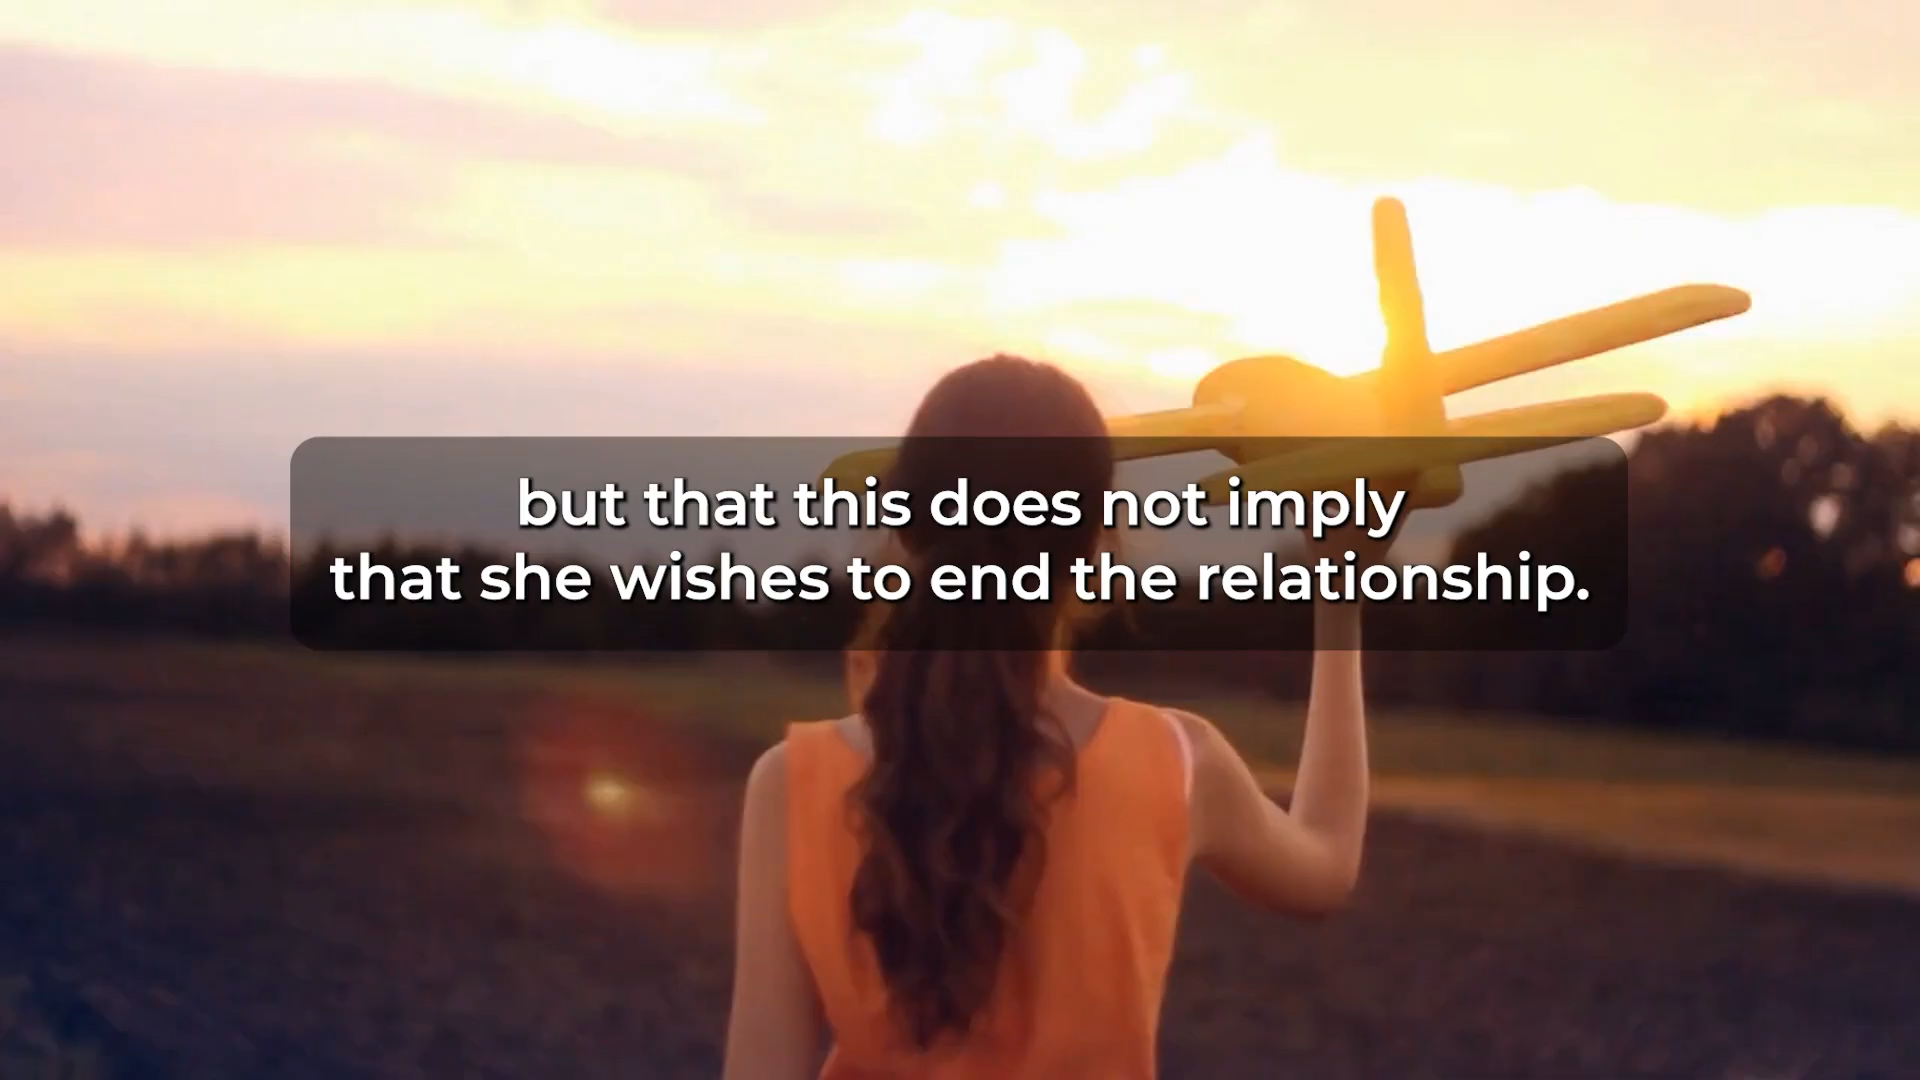 but that this does not imply
that she wishes to end the relationship.